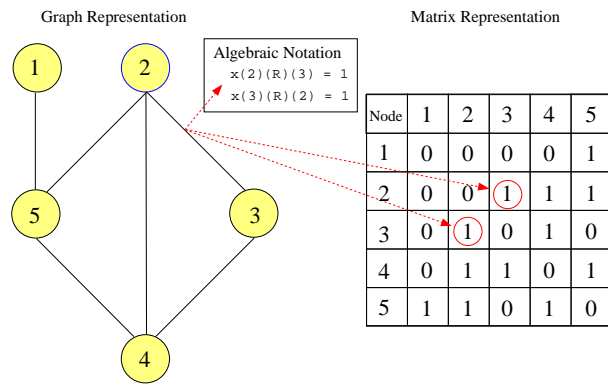 Graph Representation
Matrix Representation
Algebraic Notation
x(2)(R)(3) = 1
x(3)(R)(2) = 1
1
2
5
3
4
Node 1 2 3 4 5
1 0 0 0 0 1
2 0 0 1 1 1
3 0 1 0 1 0
4 0 1 1 0 1
5 1 1 0 1 0